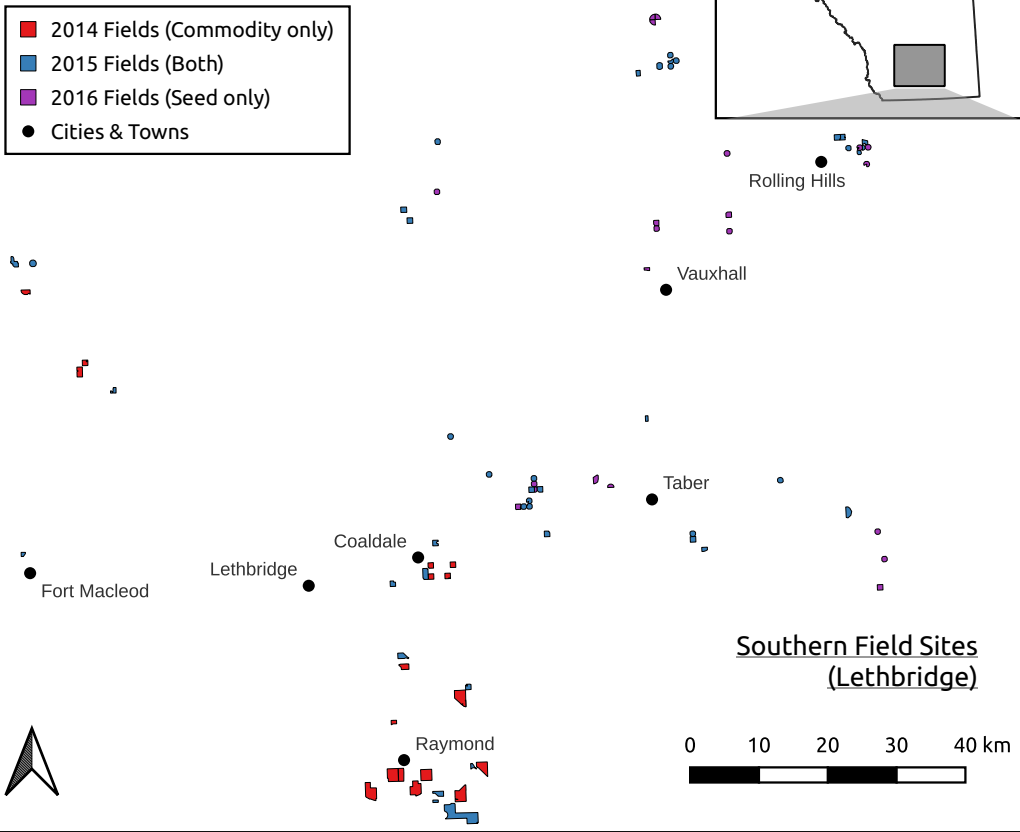 2014 Fields (Commodity only)
2015 Fields (Both)
2016 Fields (Seed only)
Cities & Towns
Rolling Hills
Vauxhall
Taber
Coaldale
Lethbridge
Fort Macleod
Southern Field Sites
(Lethbridge)
Raymond
0 10 20 30 40 km